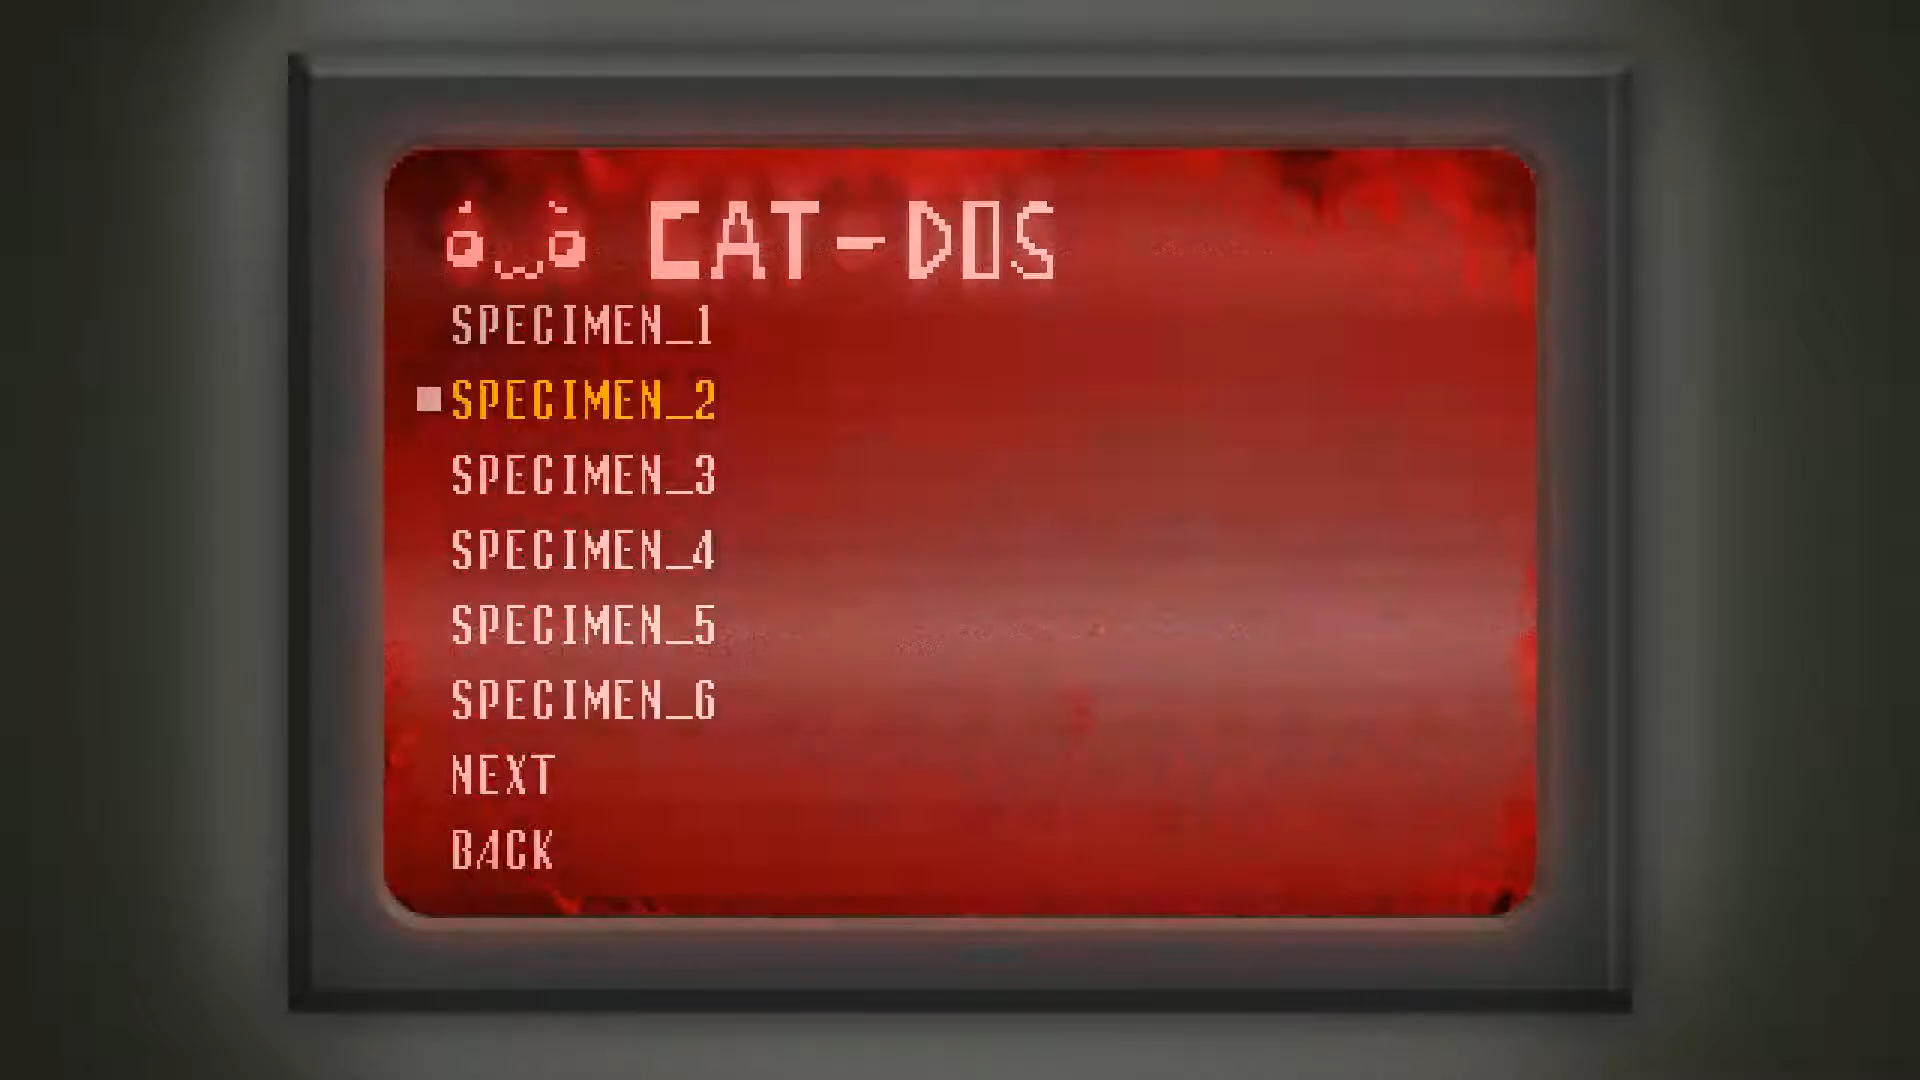 CAT-DOS
SPECIMEN_1
SPECIMEN_2
SPECIMEN_3
SPECIMEN_4
SPECIMEN_5
SPECIMEN_6
NEXT
BACK